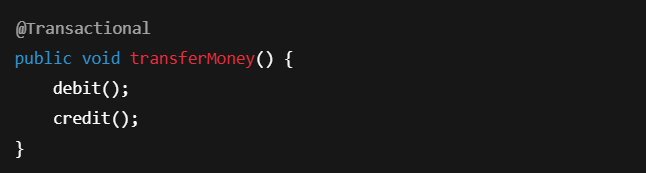 @Transactional
public void transferMoney() {
    debit();
    credit();
}